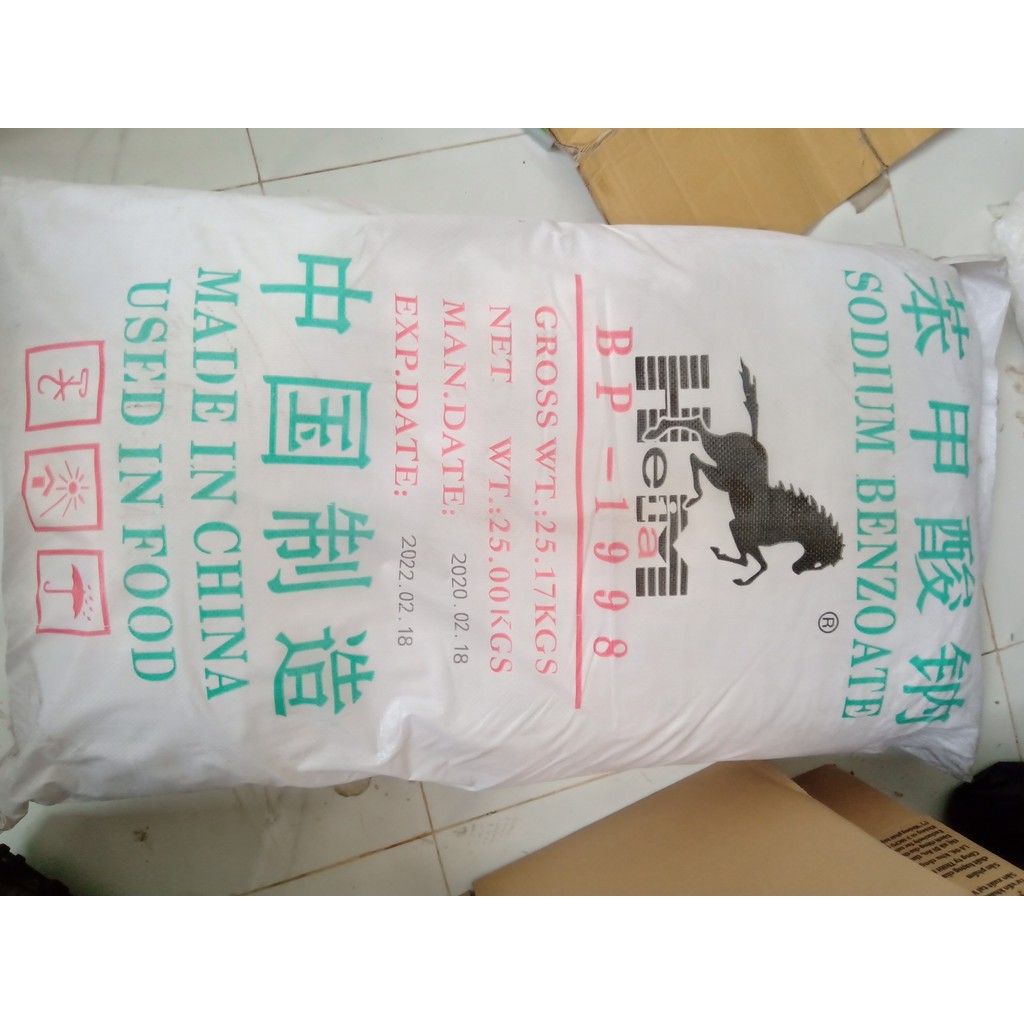 苯甲酸钠
SODIUM BENZOATE
®
HeM
a
BP-1998
GROSS WT.:25.17KGS
NET WT.:25.00KGS
MAN.DATE: 2020.02.18
EXP.DATE: 2022.02.18
中国制造
MADE IN CHINA
USED IN FOOD